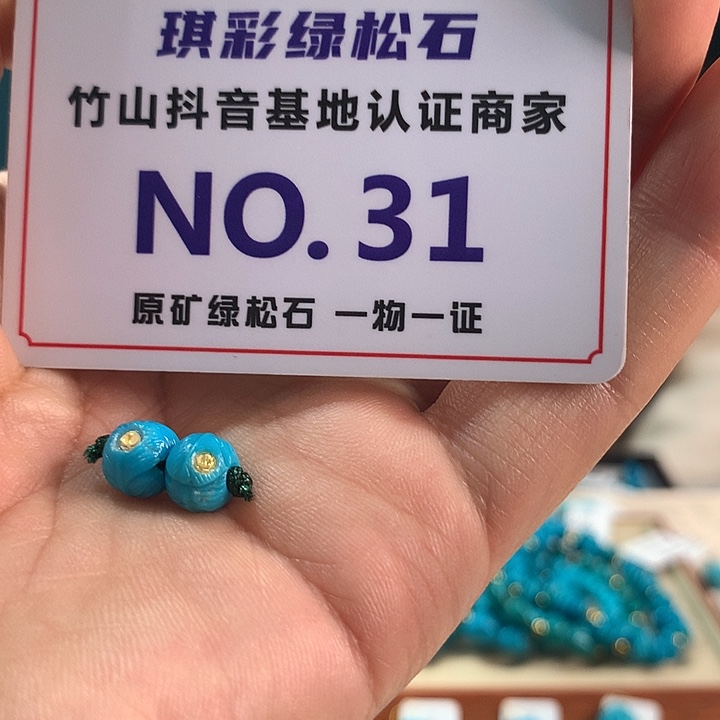 琪彩绿松石
竹山抖音基地认证商家
NO.31
原矿绿松石 一物一证